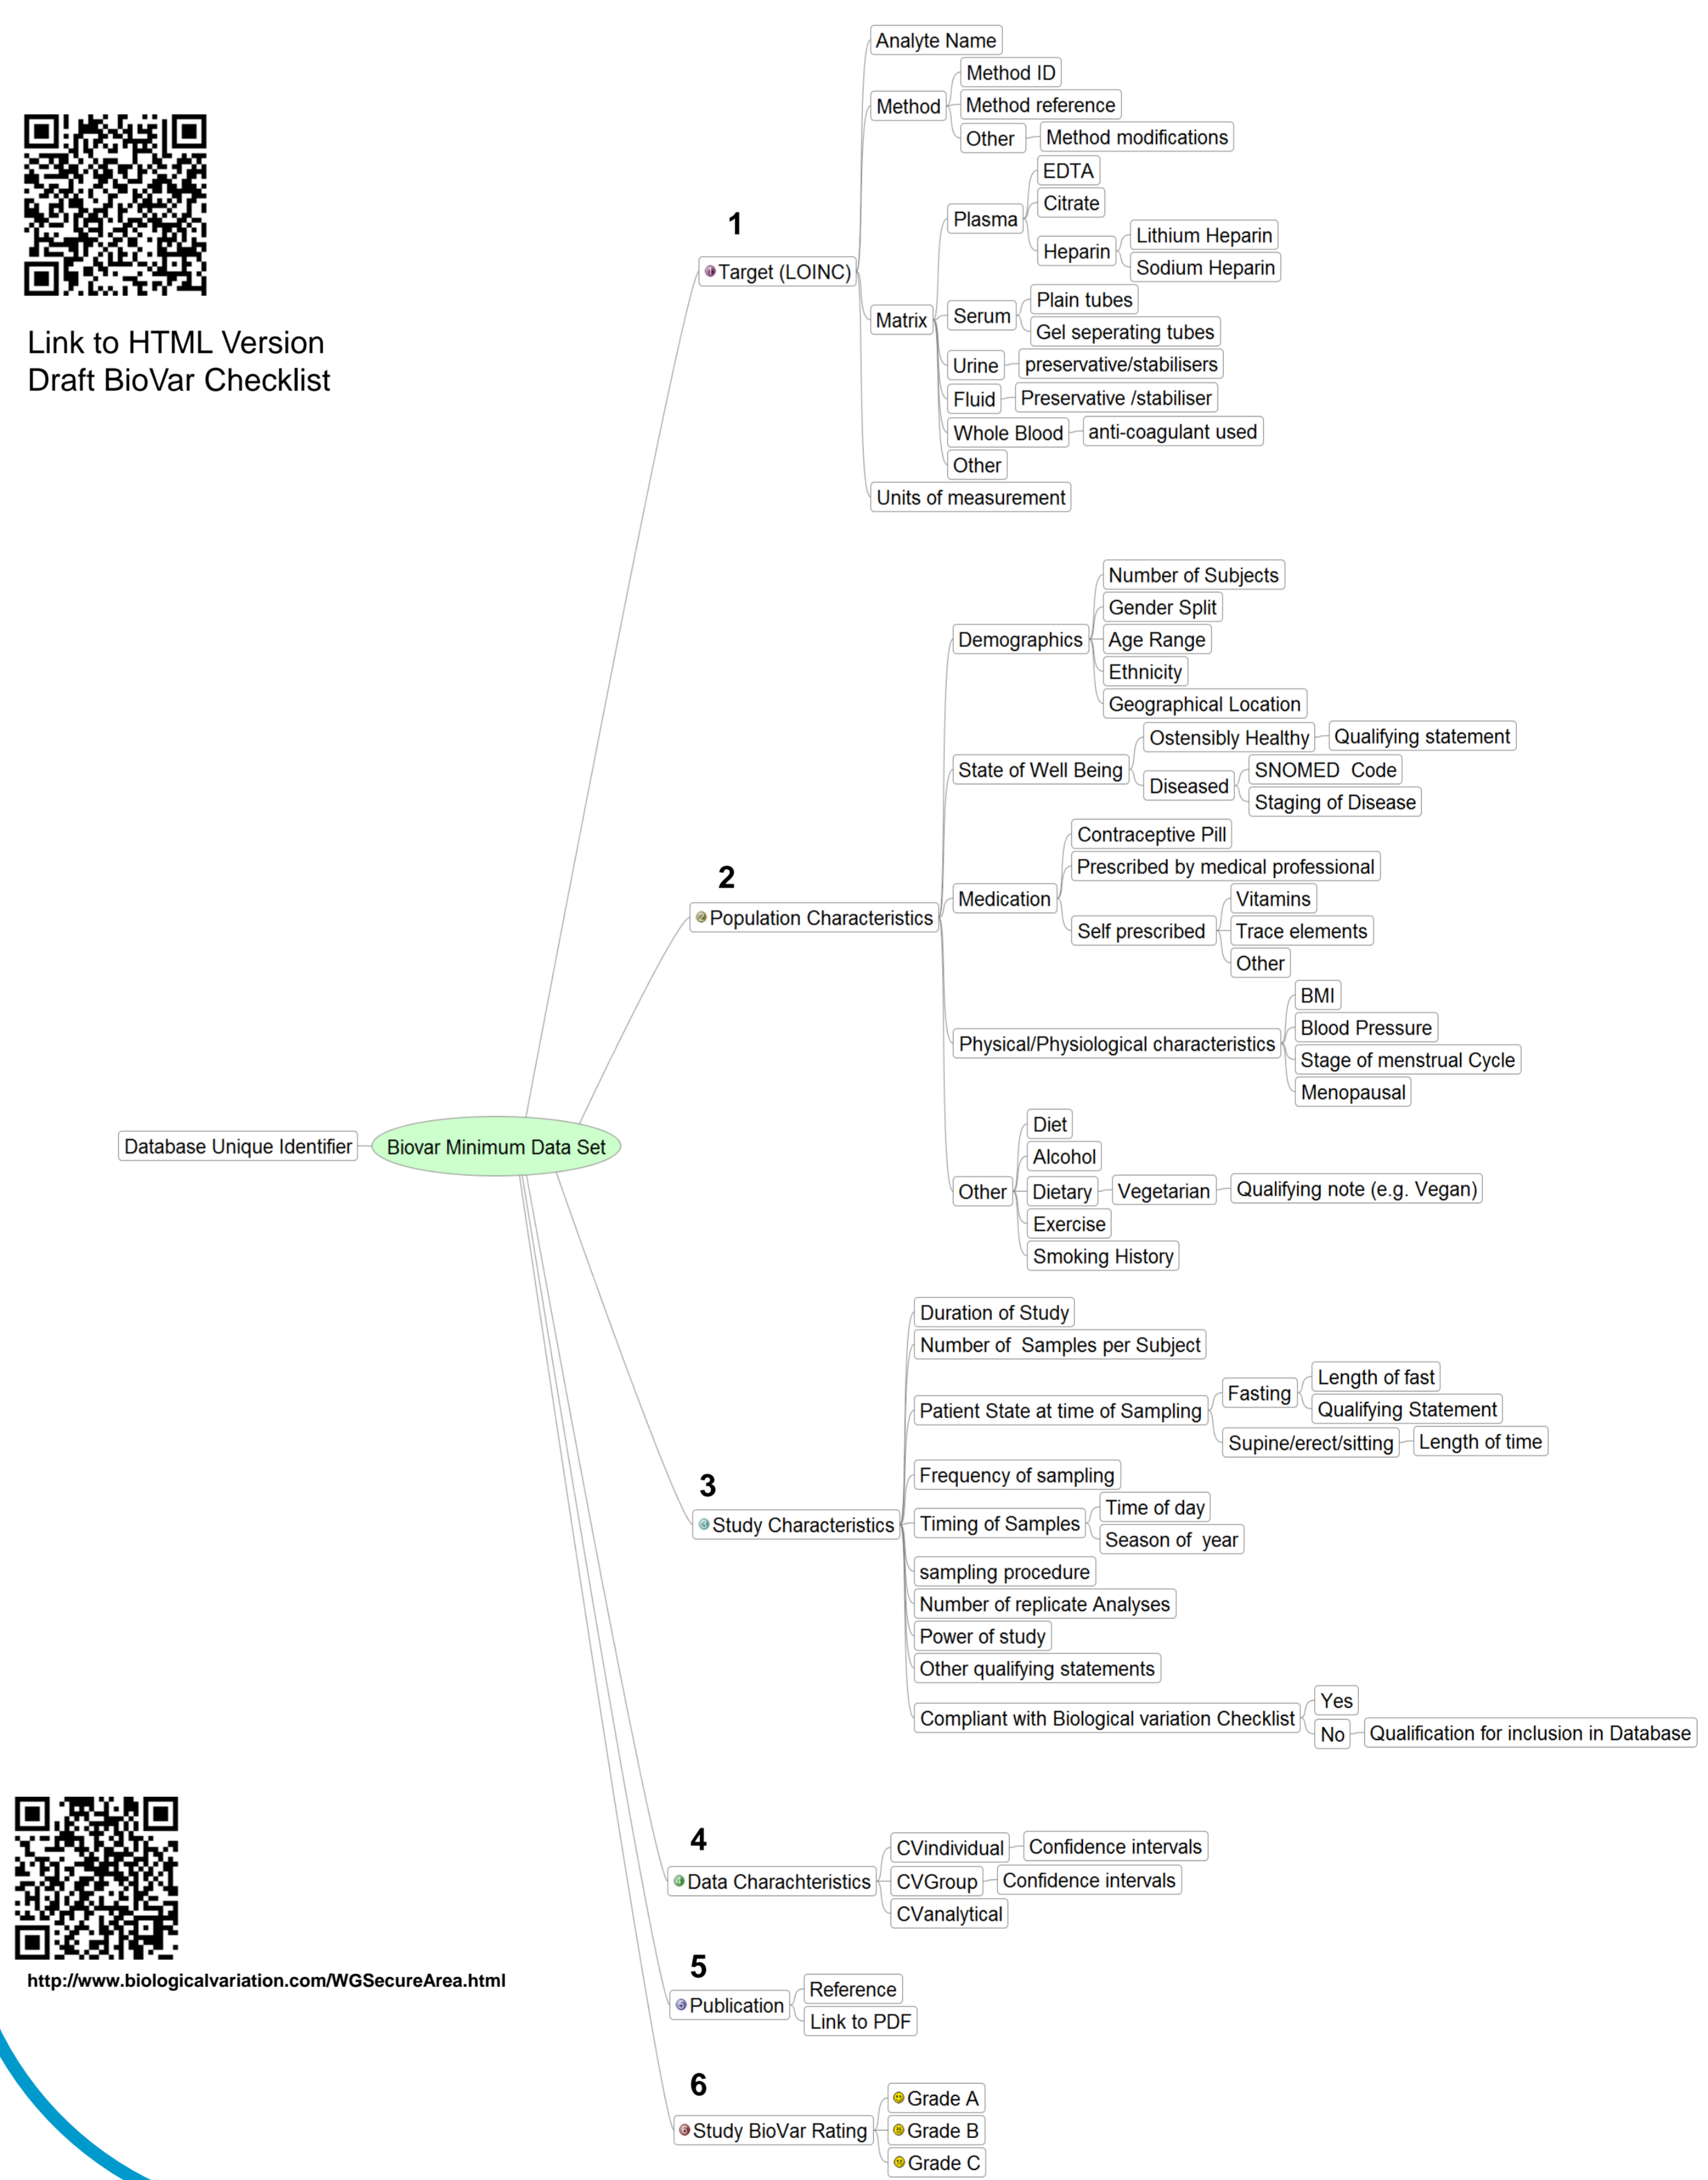 Link to HTML Version
Draft BioVar Checklist
Database Unique Identifier
Biovar Minimum Data Set
1
Target (LOINC)
Analyte Name
Method
Method ID
Method reference
Other
Method modifications
Matrix
Plasma
EDTA
Citrate
Heparin
Lithium Heparin
Sodium Heparin
Serum
Plain tubes
Gel seperating tubes
Urine
preservative/stabilisers
Fluid
Preservative /stabiliser
Whole Blood
anti-coagulant used
Other
Units of measurement
2
Population Characteristics
Demographics
Number of Subjects
Gender Split
Age Range
Ethnicity
Geographical Location
State of Well Being
Ostensibly Healthy
Qualifying statement
Diseased
SNOMED  Code
Staging of Disease
Medication
Contraceptive Pill
Prescribed by medical professional
Self prescribed
Vitamins
Trace elements
Other
Physical/Physiological characteristics
BMI
Blood Pressure
Stage of menstrual Cycle
Menopausal
Other
Diet
Alcohol
Dietary
Vegetarian
Qualifying note (e.g. Vegan)
Exercise
Smoking History
3
Study Characteristics
Duration of Study
Number of  Samples per Subject
Patient State at time of Sampling
Fasting
Length of fast
Qualifying Statement
Supine/erect/sitting
Length of time
Frequency of sampling
Timing of Samples
Time of day
Season of  year
sampling procedure
Number of replicate Analyses
Power of study
Other qualifying statements
Compliant with Biological variation Checklist
Yes
No
Qualification for inclusion in Database
4
Data Charachteristics
CVindividual
Confidence intervals
CVGroup
Confidence intervals
CVanalytical
http://www.biologicalvariation.com/WGSecureArea.html
5
Publication
Reference
Link to PDF
6
Study BioVar Rating
Grade A
Grade B
Grade C